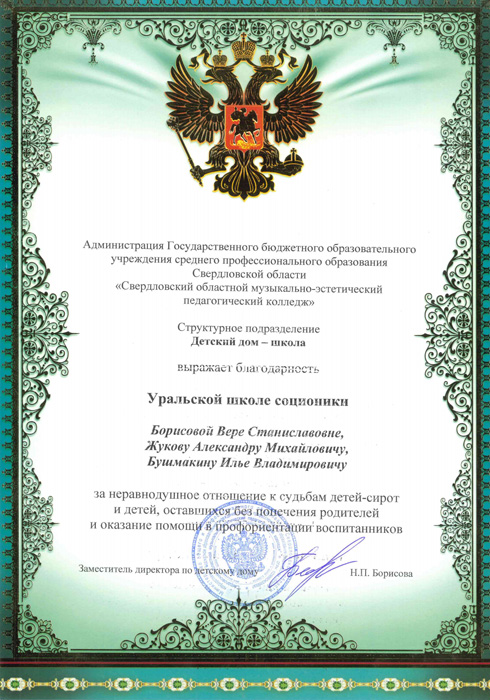 Администрация Государственного бюджетного образовательного
учреждения среднего профессионального образования
Свердловской области
«Свердловский областной музыкально-эстетический
педагогический колледж»
Структурное подразделение
Детский дом – школа
выражает благодарность
Уральской школе соционики
Борисовой Вере Станиславовне,
Жукову Александру Михайловичу,
Бушмакину Илье Владимировичу
за неравнодушное отношение к судьбам детей-сирот
и детей, оставшихся без попечения родителей
и оказание помощи в профориентации воспитанников
Заместитель директора по детскому дому
Н.П. Борисова